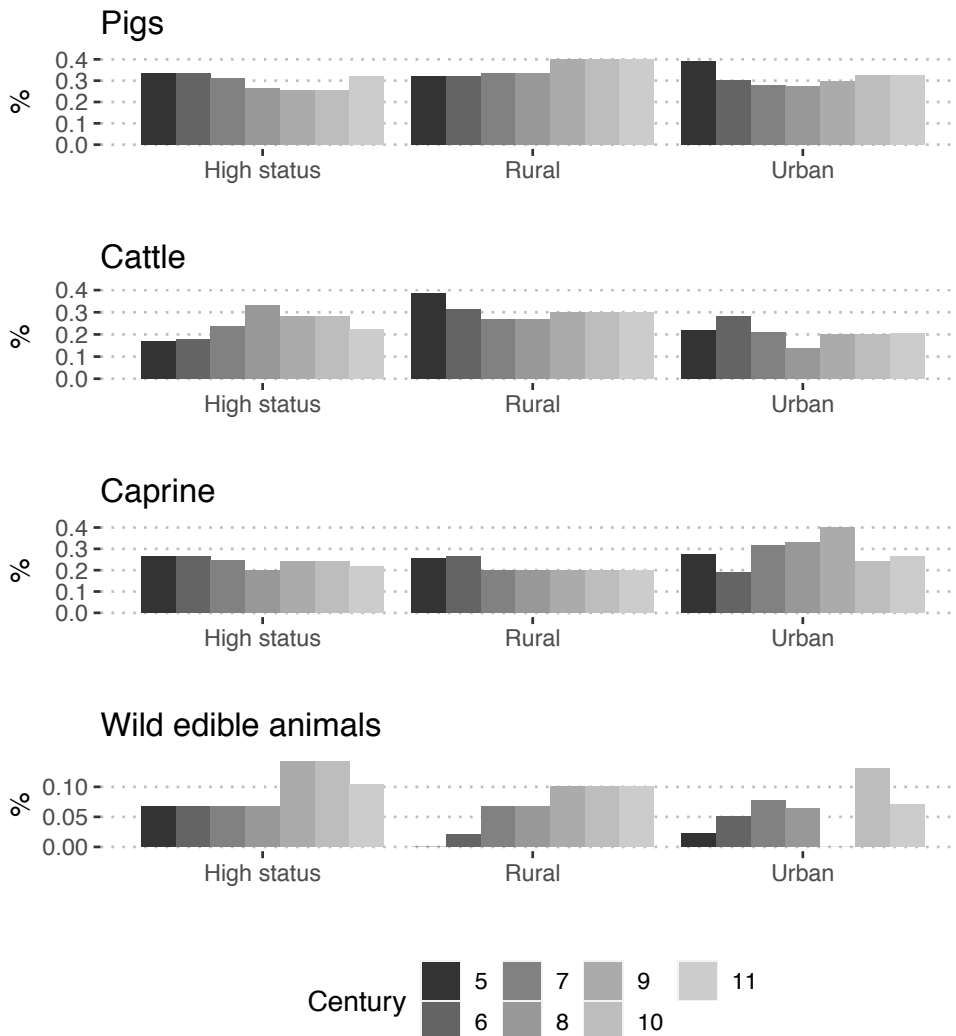 Pigs
%
0.4
0.3
0.2
0.1
0.0
High status Rural Urban
Cattle
%
0.4
0.3
0.2
0.1
0.0
High status Rural Urban
Caprine
%
0.4
0.3
0.2
0.1
0.0
High status Rural Urban
Wild edible animals
%
0.10
0.05
0.00
High status Rural Urban
Century 5 7 9 11
6 8 10